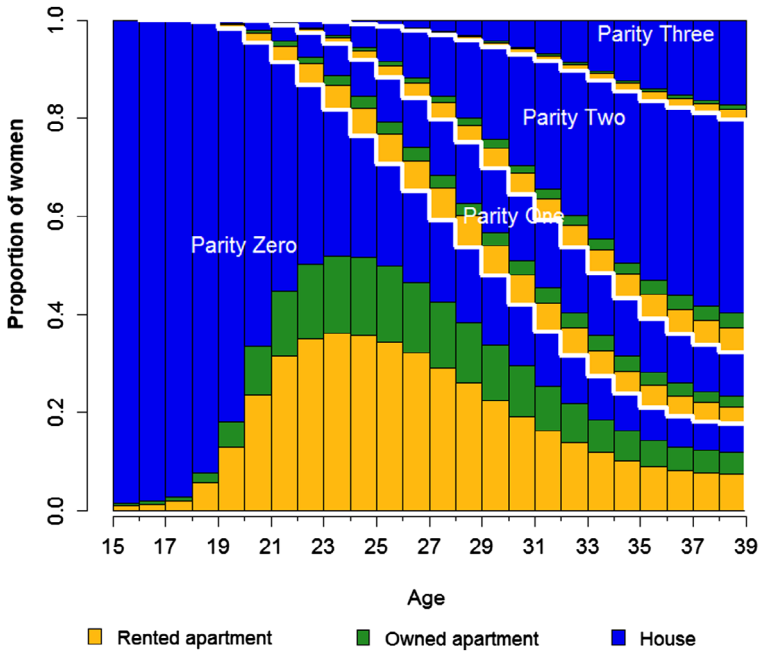 Proportion of women
1.0
0.8
0.6
0.4
0.2
0.0
Parity Three
Parity Two
Parity One
Parity Zero
15 17 19 21 23 25 27 29 31 33 35 37 39
Age
Rented apartment Owned apartment House